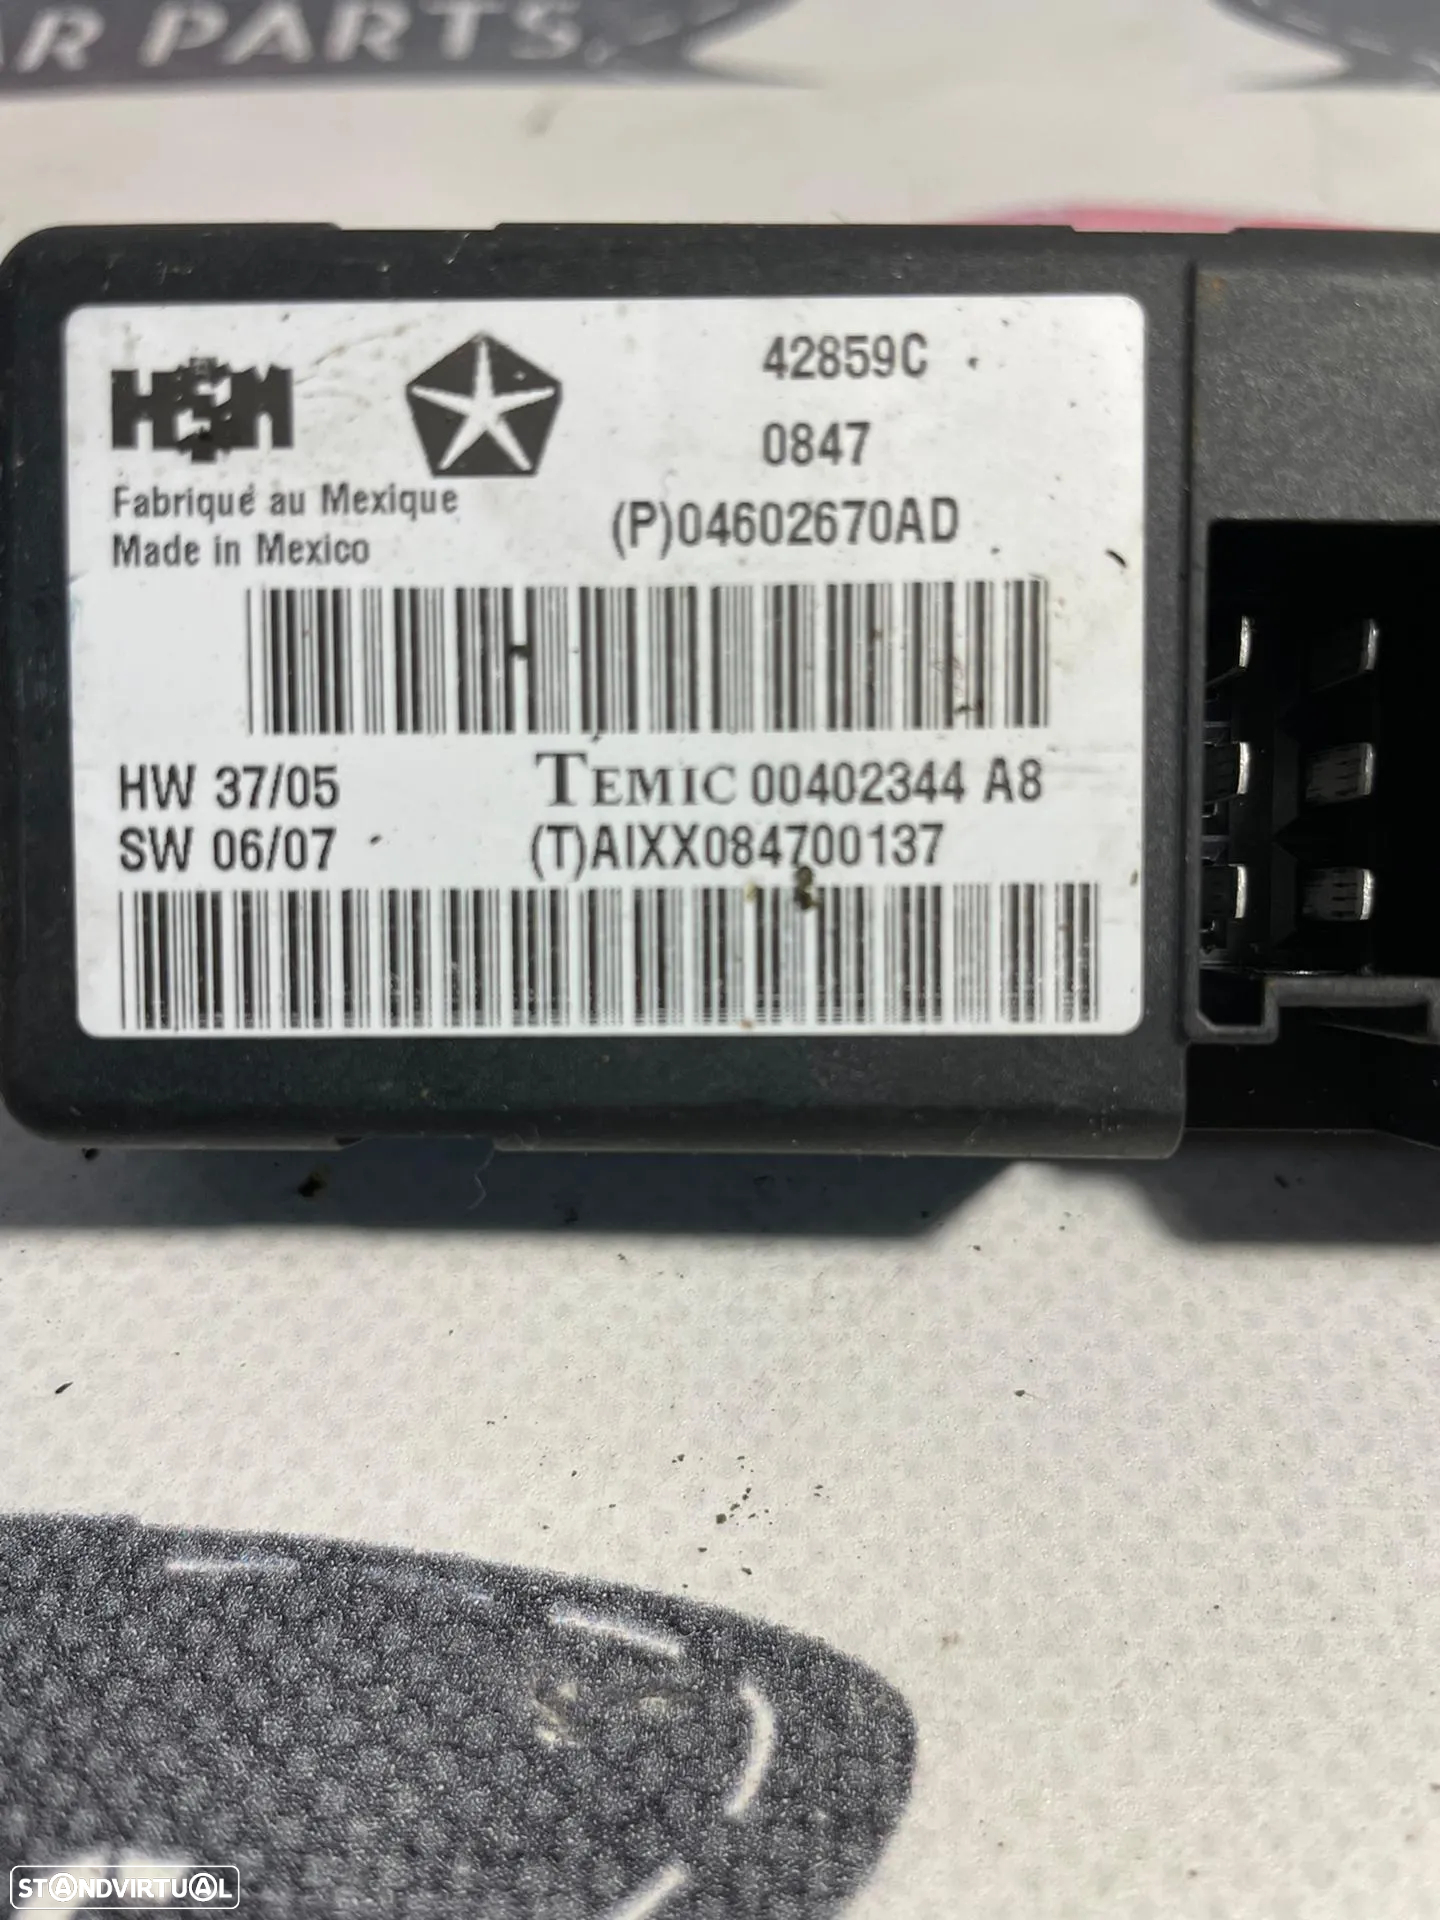 R PARTS.
HSM
42859C
0847
Fabriqué au Mexique
Made in Mexico
(P)04602670AD
HW 37/05
TEMIC 00402344 A8
SW 06/07
(T)AIXX084700137
STANDVIRTUAL